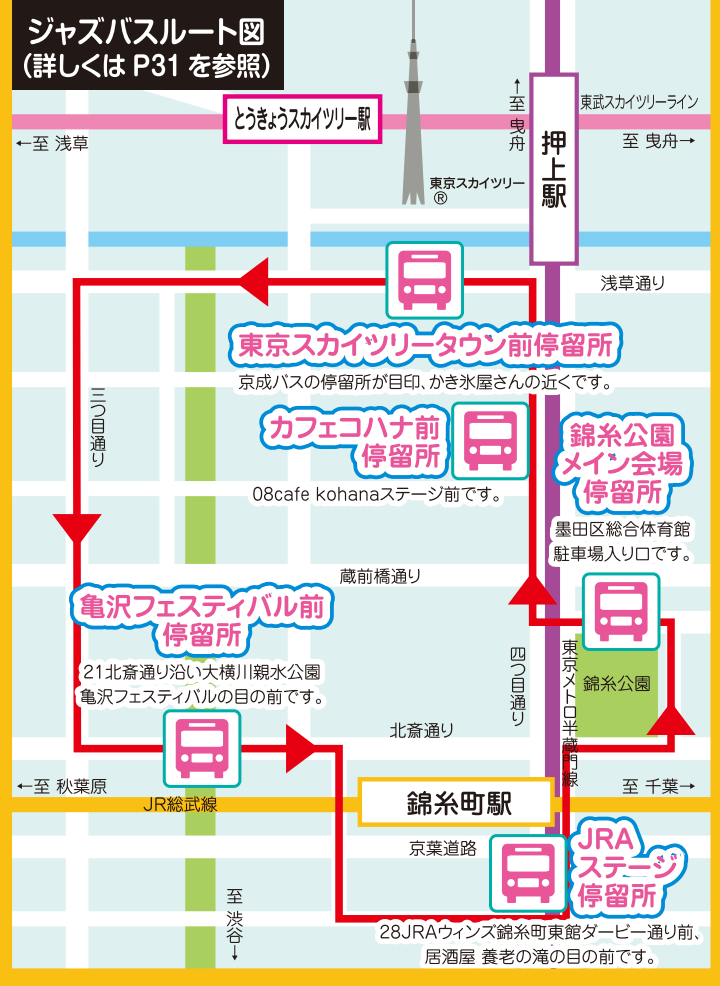 ジャズバスルート図
（詳しくは P31 を参照）
とうきょうスカイツリー駅
←至 浅草
東京スカイツリー
®
←至 曳舟
押上駅
東武スカイツリーライン
至 曳舟→
浅草通り
東京スカイツリータウン前停留所
京成バスの停留所が目印、かき氷屋さんの近くです。
三つ目通り
カフェコハナ前
停留所
08cafe kohanaステージ前です。
錦糸公園
メイン会場
停留所
墨田区総合体育館
駐車場入り口です。
蔵前橋通り
亀沢フェスティバル前
停留所
21北斎通り沿い大横川親水公園
亀沢フェスティバルの目の前です。
四つ目通り
東京メトロ半蔵門線
錦糸公園
北斎通り
←至 秋葉原
JR総武線
錦糸町駅
至 千葉→
京葉道路
JRA
ステージ
停留所
至 渋谷→
28JRAウィンズ錦糸町東館ダービー通り前、
居酒屋 養老の滝の目の前です。